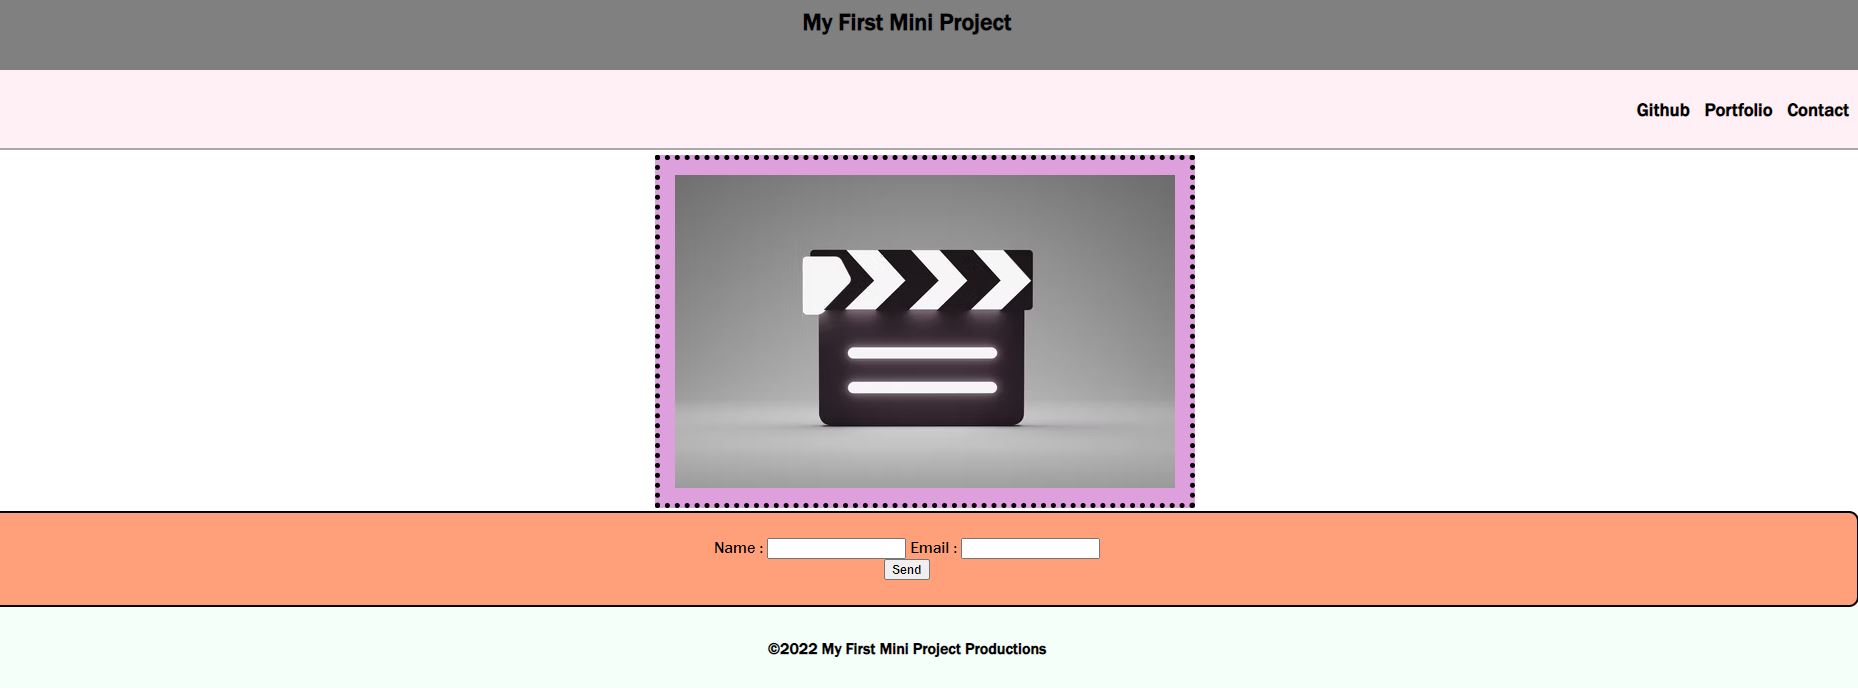 My First Mini Project
Github Portfolio Contact
Name : Email :
Send
©2022 My First Mini Project Productions